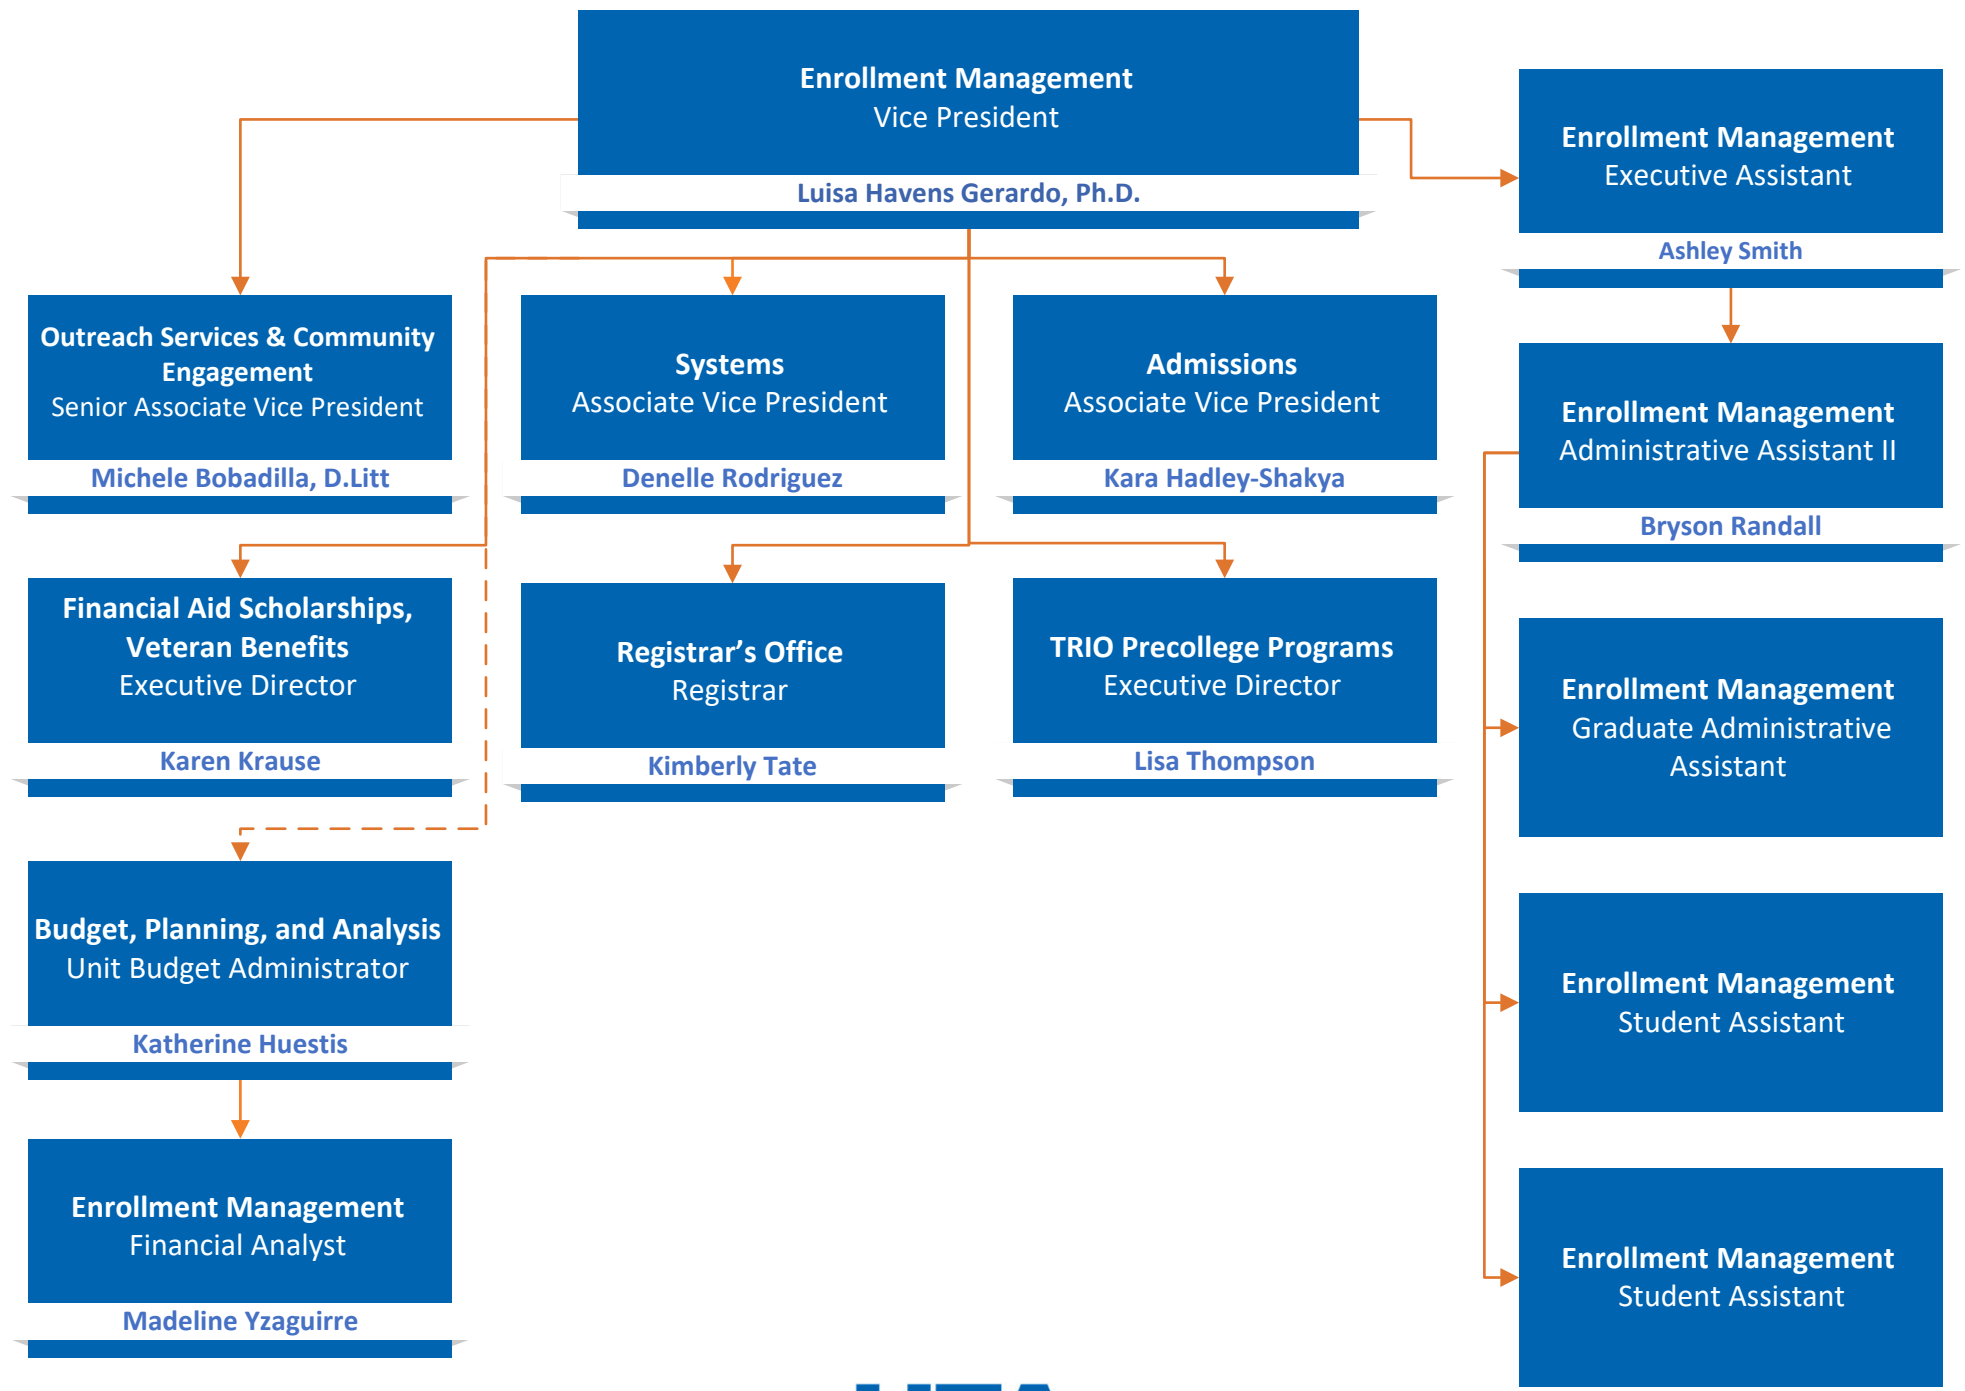 Enrollment Management
Vice President
Luisa Havens Gerardo, Ph.D.
Enrollment Management
Executive Assistant
Ashley Smith
Outreach Services & Community
Engagement
Senior Associate Vice President
Michele Bobadilla, D.Litt
Systems
Associate Vice President
Denelle Rodriguez
Admissions
Associate Vice President
Kara Hadley-Shakya
Enrollment Management
Administrative Assistant II
Bryson Randall
Financial Aid Scholarships,
Veteran Benefits
Executive Director
Karen Krause
Registrar’s Office
Registrar
Kimberly Tate
TRIO Precollege Programs
Executive Director
Lisa Thompson
Enrollment Management
Graduate Administrative
Assistant
Budget, Planning, and Analysis
Unit Budget Administrator
Katherine Huestis
Enrollment Management
Student Assistant
Enrollment Management
Financial Analyst
Madeline Yzaguirre
Enrollment Management
Student Assistant